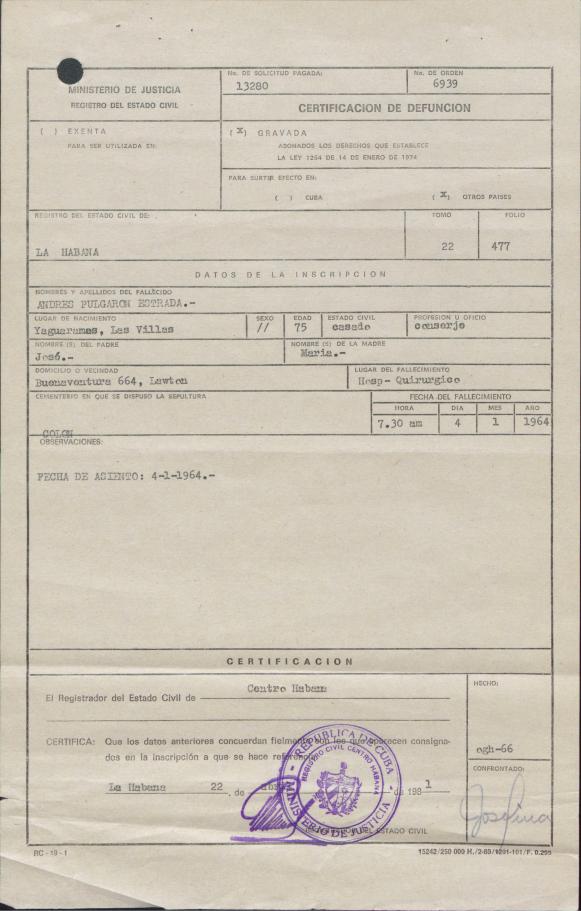 MINISTERIO DE JUSTICIA
REGISTRO DEL ESTADO CIVIL
No. DE SOLICITUD PAGADA:
13280
No. DE ORDEN
6939
CERTIFICACION DE DEFUNCION
( ) EXENTA
PARA SER UTILIZADA EN:
(X) GRAVADA
ABONADOS LOS DERECHOS QUE ESTABLECE
LA LEY 1254 DE 14 DE ENERO DE 1974
PARA SURTIR EFECTO EN:
( ) CUBA
(X) OTROS PAISES
REGISTRO DEL ESTADO CIVIL DE:
LA HABANA
TOMO
22
FOLIO
477
DATOS DE LA INSCRIPCION
NOMBRES Y APELLIDOS DEL FALLECIDO
ANDRES PULGARON ESTRADA.-
LUGAR DE NACIMIENTO
Yaguaramas, Las Villas
SEXO
//
EDAD
75
ESTADO CIVIL
casado
PROFESION U OFICIO
conserje
NOMBRE (S) DEL PADRE
José.-
NOMBRE (S) DE LA MADRE
Maria.-
DOMICILIO O VECINDAD
Buenaventura 664, Lawton
LUGAR DEL FALLECIMIENTO
Hosp- Quirurgico
CEMENTERIO EN QUE SE DISPUSO LA SEPULTURA
COLON
FECHA DEL FALLECIMIENTO
HORA DIA MES AÑO
7.30 am 4 1 1964
OBSERVACIONES:
FECHA DE ASIENTO: 4-1-1964.-
CERTIFICACION
El Registrador del Estado Civil de Centro Habana
CERTIFICA: Que los datos anteriores concuerdan fielmente con los que aparecen consigna-
dos en la inscripción a que se hace referencia.
La Habana 22 de abril de 1981
REPUBLICA DE CUBA
REGISTRO CIVIL CENTRO HABANA
MINISTERIO DE JUSTICIA
ESTADO CIVIL
HECHO:
ogh-66
CONFRONTADO:
Josefina
RC - 19 - 1
15242/250 000 H./2-80/9201-101/F. 0.295